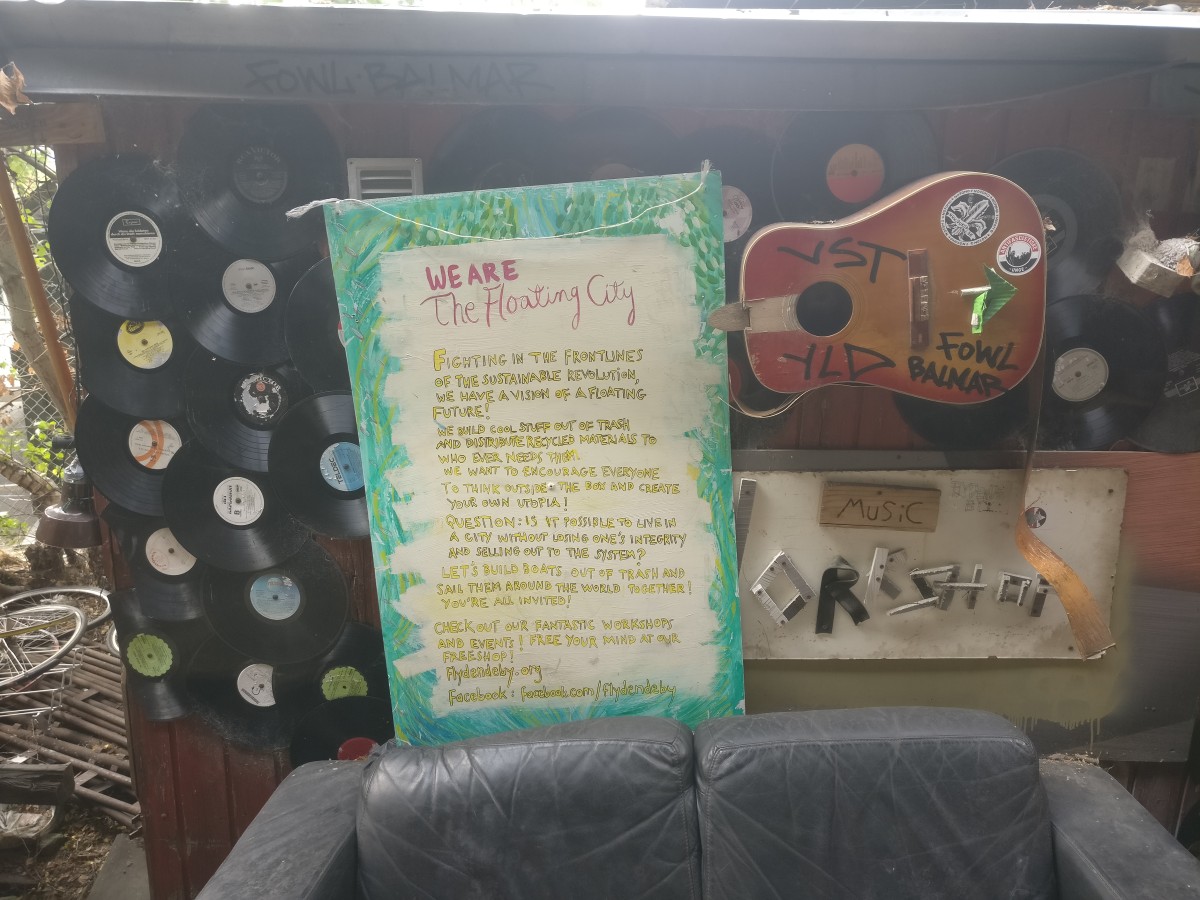 FOWL BALMAR
WE ARE
The Floating City
FIGHTING IN THE FRONTLINES
OF THE SUSTAINABLE REVOLUTION,
WE HAVE A VISION OF A FLOATING
FUTURE!
WE BUILD COOL STUFF OUT OF TRASH
AND DISTRIBUTE RECYCLED MATERIALS TO
WHO EVER NEEDS THEM.
WE WANT TO ENCOURAGE EVERYONE
TO THINK OUTSIDE THE BOX AND CREATE
YOUR OWN UTOPIA!
QUESTION: IS IT POSSIBLE TO LIVE IN
A CITY WITHOUT LOSING ONE'S INTEGRITY
AND SELLING OUT TO THE SYSTEM?
LET'S BUILD BOATS OUT OF TRASH AND
SAIL THEM AROUND THE WORLD TOGETHER!
YOU'RE ALL INVITED!
CHECK OUT OUR FANTASTIC WORKSHOPS
AND EVENTS! FREE YOUR MIND AT OUR
FREESHOP!
flydendeby.org
Facebook: facebook.com/flydendeby
VST
YLD
FOWL
BALMAR
MUSIC